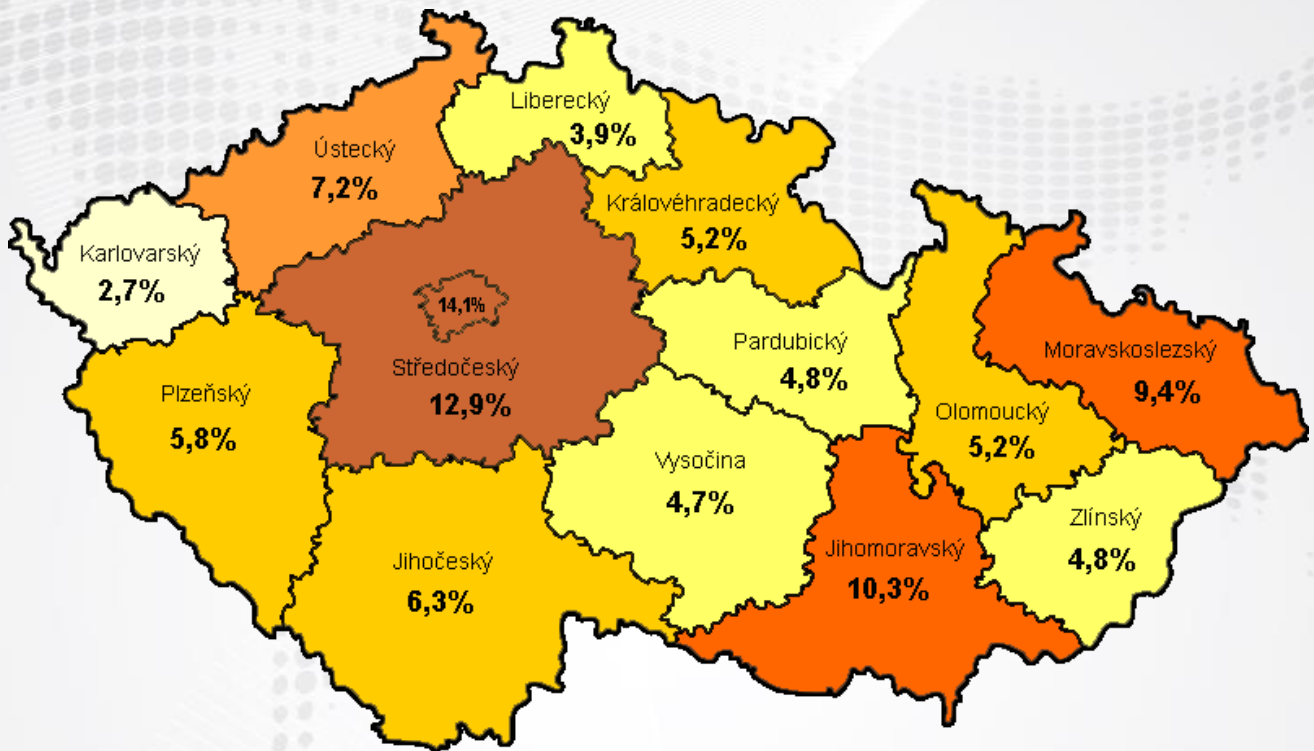 Liberecký
3,9%
Ústecký
7,2%
Královéhradecký
5,2%
Karlovarský
2,7%
14,1%
Středočeský
12,9%
Pardubický
4,8%
Moravskoslezský
9,4%
Plzeňský
5,8%
Olomoucký
5,2%
Vysočina
4,7%
Zlínský
4,8%
Jihomoravský
10,3%
Jihočeský
6,3%